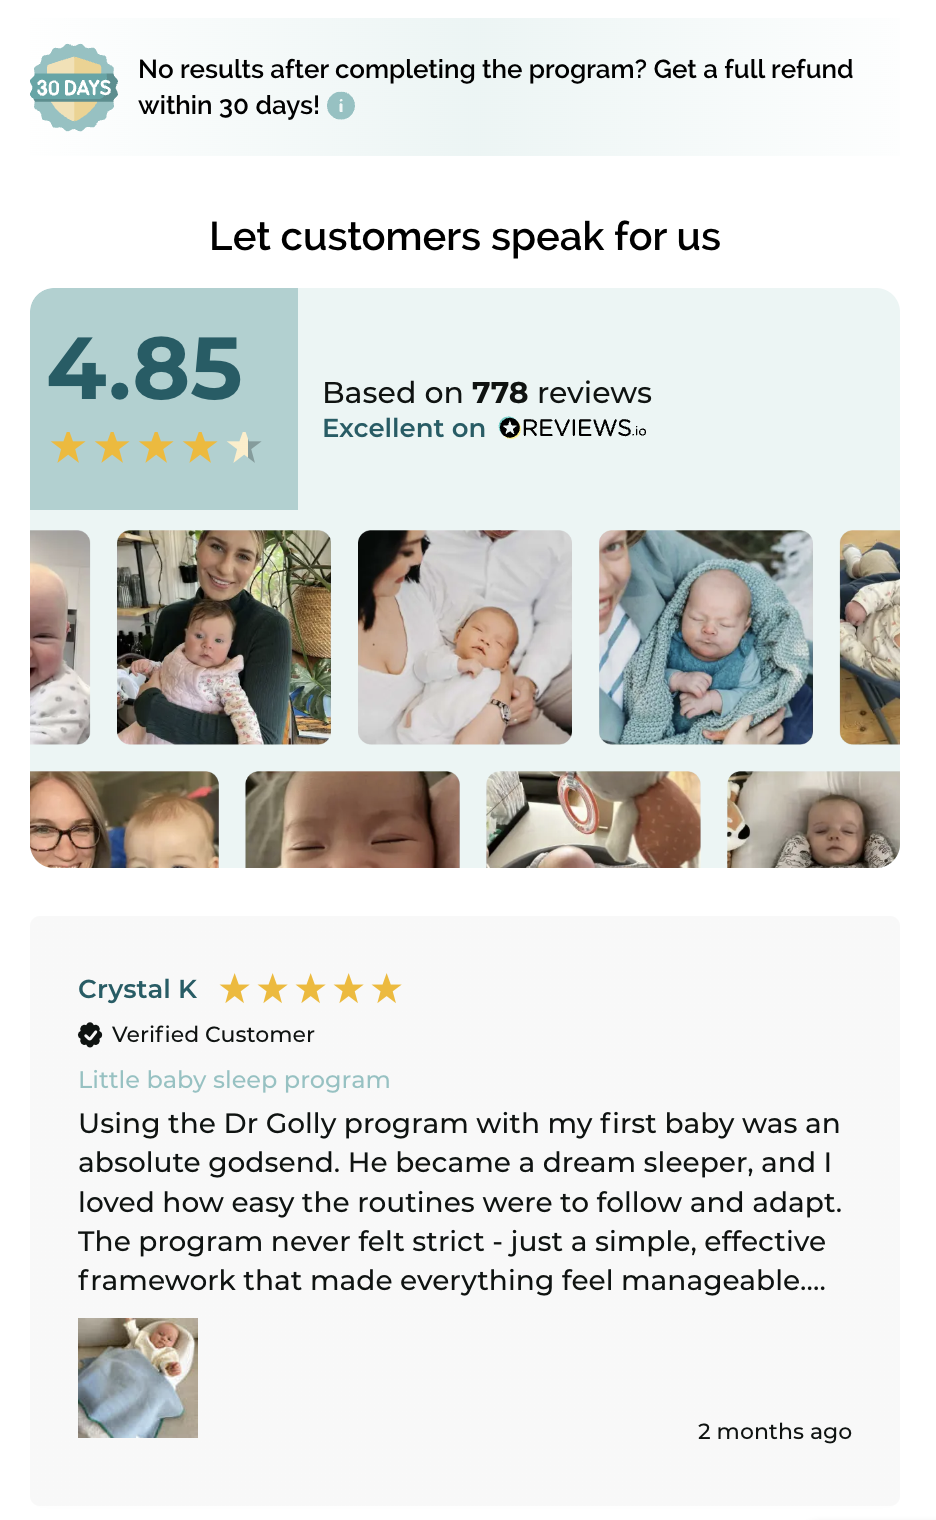 30 DAYS
No results after completing the program? Get a full refund
within 30 days! i
Let customers speak for us
4.85
Based on 778 reviews
Excellent on REVIEWS.io
Crystal K
Verified Customer
Little baby sleep program
Using the Dr Golly program with my first baby was an
absolute godsend. He became a dream sleeper, and I
loved how easy the routines were to follow and adapt.
The program never felt strict - just a simple, effective
framework that made everything feel manageable....
2 months ago